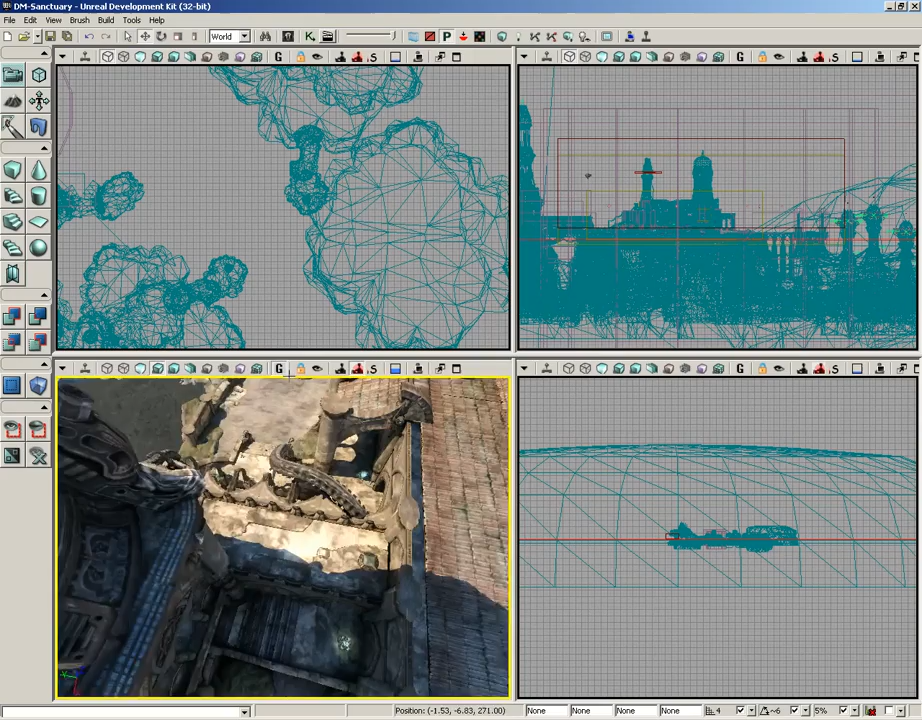 DM-Sanctuary - Unreal Development Kit (32-bit)
File Edit View Brush Build Tools Help
World
K P
G S G S
G S G S
Position: (-1.53, -6.83, 271.00) None None None None 4 ~6 5%